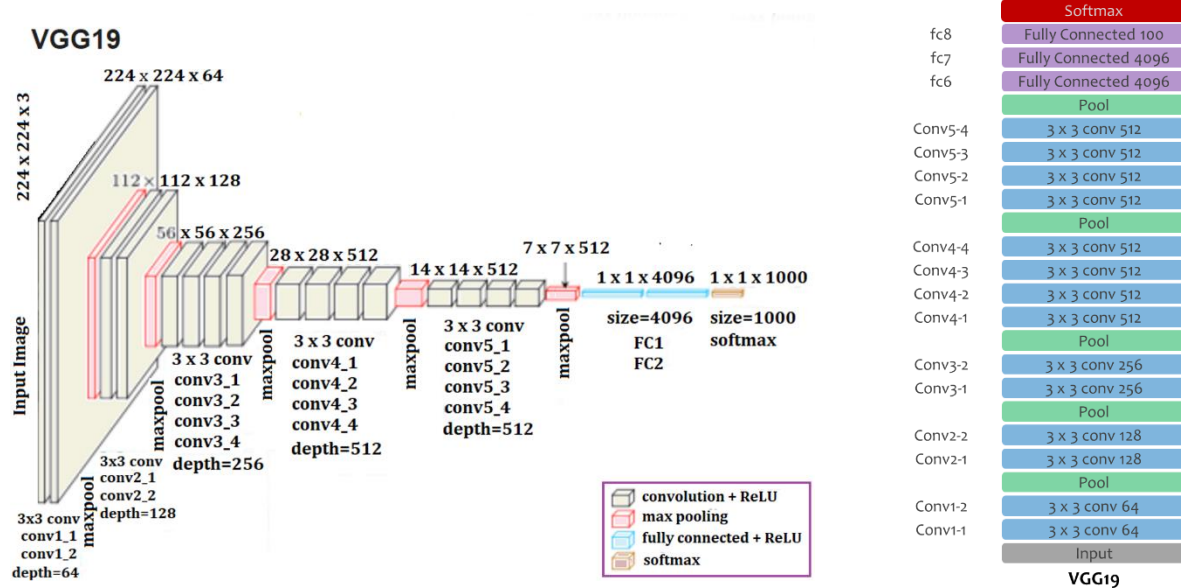 VGG19
224 x 224 x 64
224 x 224 x 3
112 x 112 x 128
56 x 56 x 256
28 x 28 x 512
14 x 14 x 512
7 x 7 x 512
1 x 1 x 4096
1 x 1 x 1000
Input Image
3x3 conv
conv1_1
conv1_2
depth=64
maxpool
3x3 conv
conv2_1
conv2_2
depth=128
maxpool
3 x 3 conv
conv3_1
conv3_2
conv3_3
conv3_4
depth=256
maxpool
3 x 3 conv
conv4_1
conv4_2
conv4_3
conv4_4
depth=512
maxpool
3 x 3 conv
conv5_1
conv5_2
conv5_3
conv5_4
depth=512
maxpool
size=4096
FC1
FC2
size=1000
softmax
convolution + ReLU
max pooling
fully connected + ReLU
softmax
Softmax
fc8 Fully Connected 100
fc7 Fully Connected 4096
fc6 Fully Connected 4096
Pool
Conv5-4 3 x 3 conv 512
Conv5-3 3 x 3 conv 512
Conv5-2 3 x 3 conv 512
Conv5-1 3 x 3 conv 512
Pool
Conv4-4 3 x 3 conv 512
Conv4-3 3 x 3 conv 512
Conv4-2 3 x 3 conv 512
Conv4-1 3 x 3 conv 512
Pool
Conv3-2 3 x 3 conv 256
Conv3-1 3 x 3 conv 256
Pool
Conv2-2 3 x 3 conv 128
Conv2-1 3 x 3 conv 128
Pool
Conv1-2 3 x 3 conv 64
Conv1-1 3 x 3 conv 64
Input
VGG19